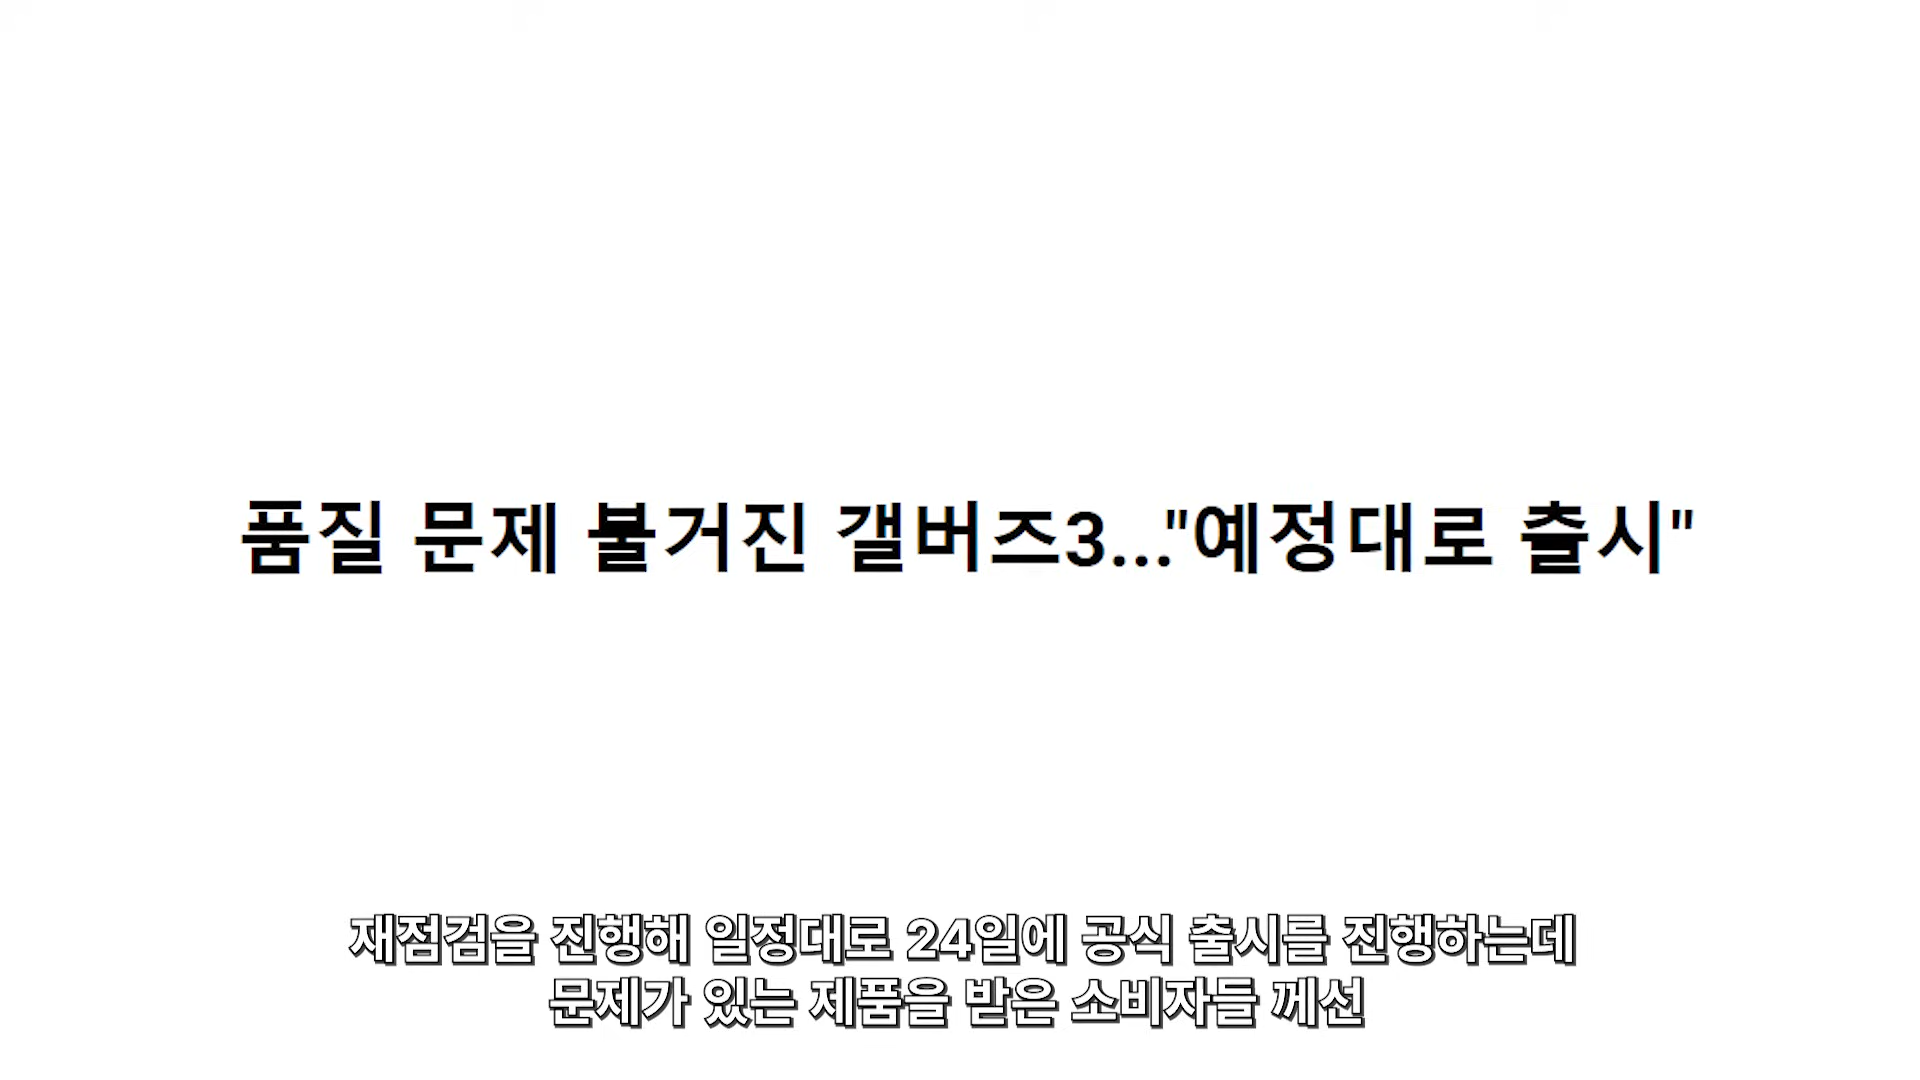 품질 문제 불거진 갤버즈3..."예정대로 출시"
재점검을 진행해 일정대로 24일에 공식 출시를 진행하는데
문제가 있는 제품을 받은 소비자들 께선